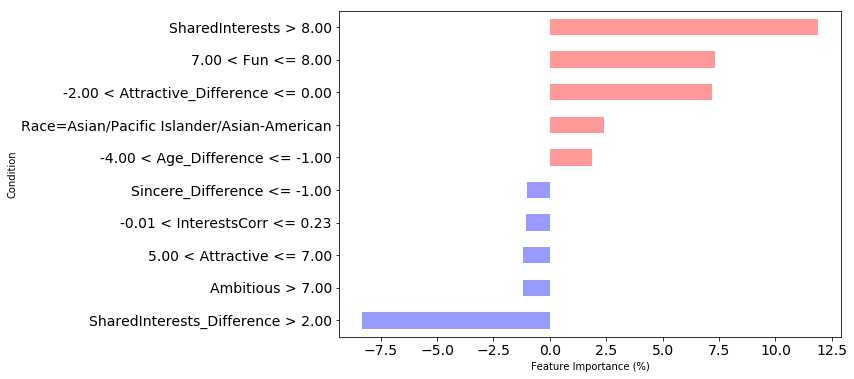 SharedInterests > 8.00
7.00 < Fun <= 8.00
-2.00 < Attractive_Difference <= 0.00
Race=Asian/Pacific Islander/Asian-American
-4.00 < Age_Difference <= -1.00
Sincere_Difference <= -1.00
-0.01 < InterestsCorr <= 0.23
5.00 < Attractive <= 7.00
Ambitious > 7.00
SharedInterests_Difference > 2.00
Condition
−7.5 −5.0 −2.5 0.0 2.5 5.0 7.5 10.0 12.5
Feature Importance (%)